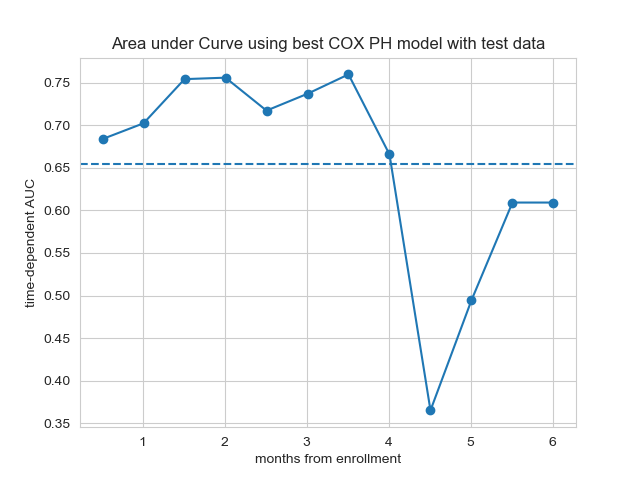 Area under Curve using best COX PH model with test data
time-dependent AUC
0.75
0.70
0.65
0.60
0.55
0.50
0.45
0.40
0.35
1 2 3 4 5 6
months from enrollment